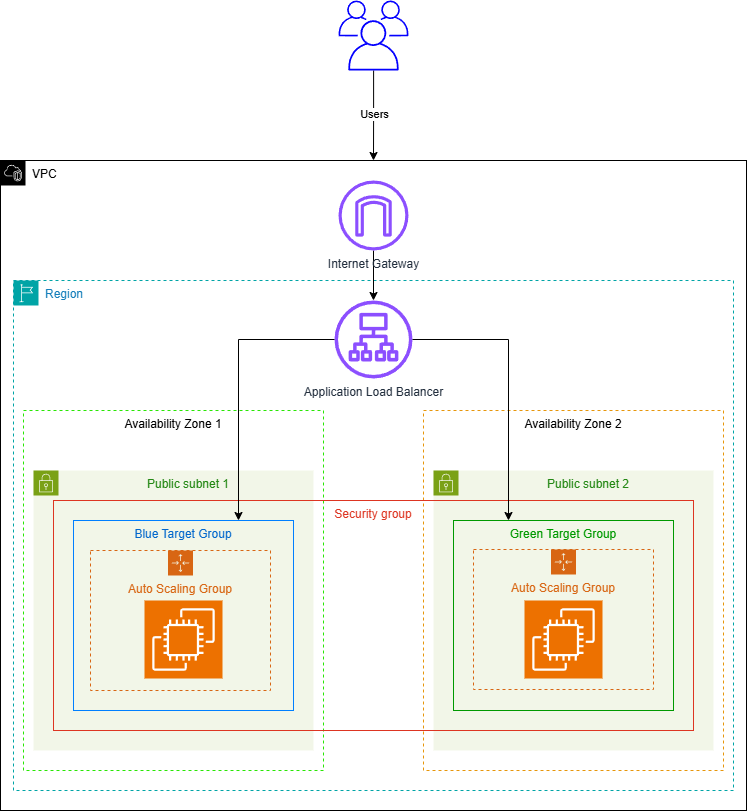 Users
VPC
Internet Gateway
Region
Application Load Balancer
Availability Zone 1
Availability Zone 2
Public subnet 1
Public subnet 2
Security group
Blue Target Group
Green Target Group
Auto Scaling Group
Auto Scaling Group